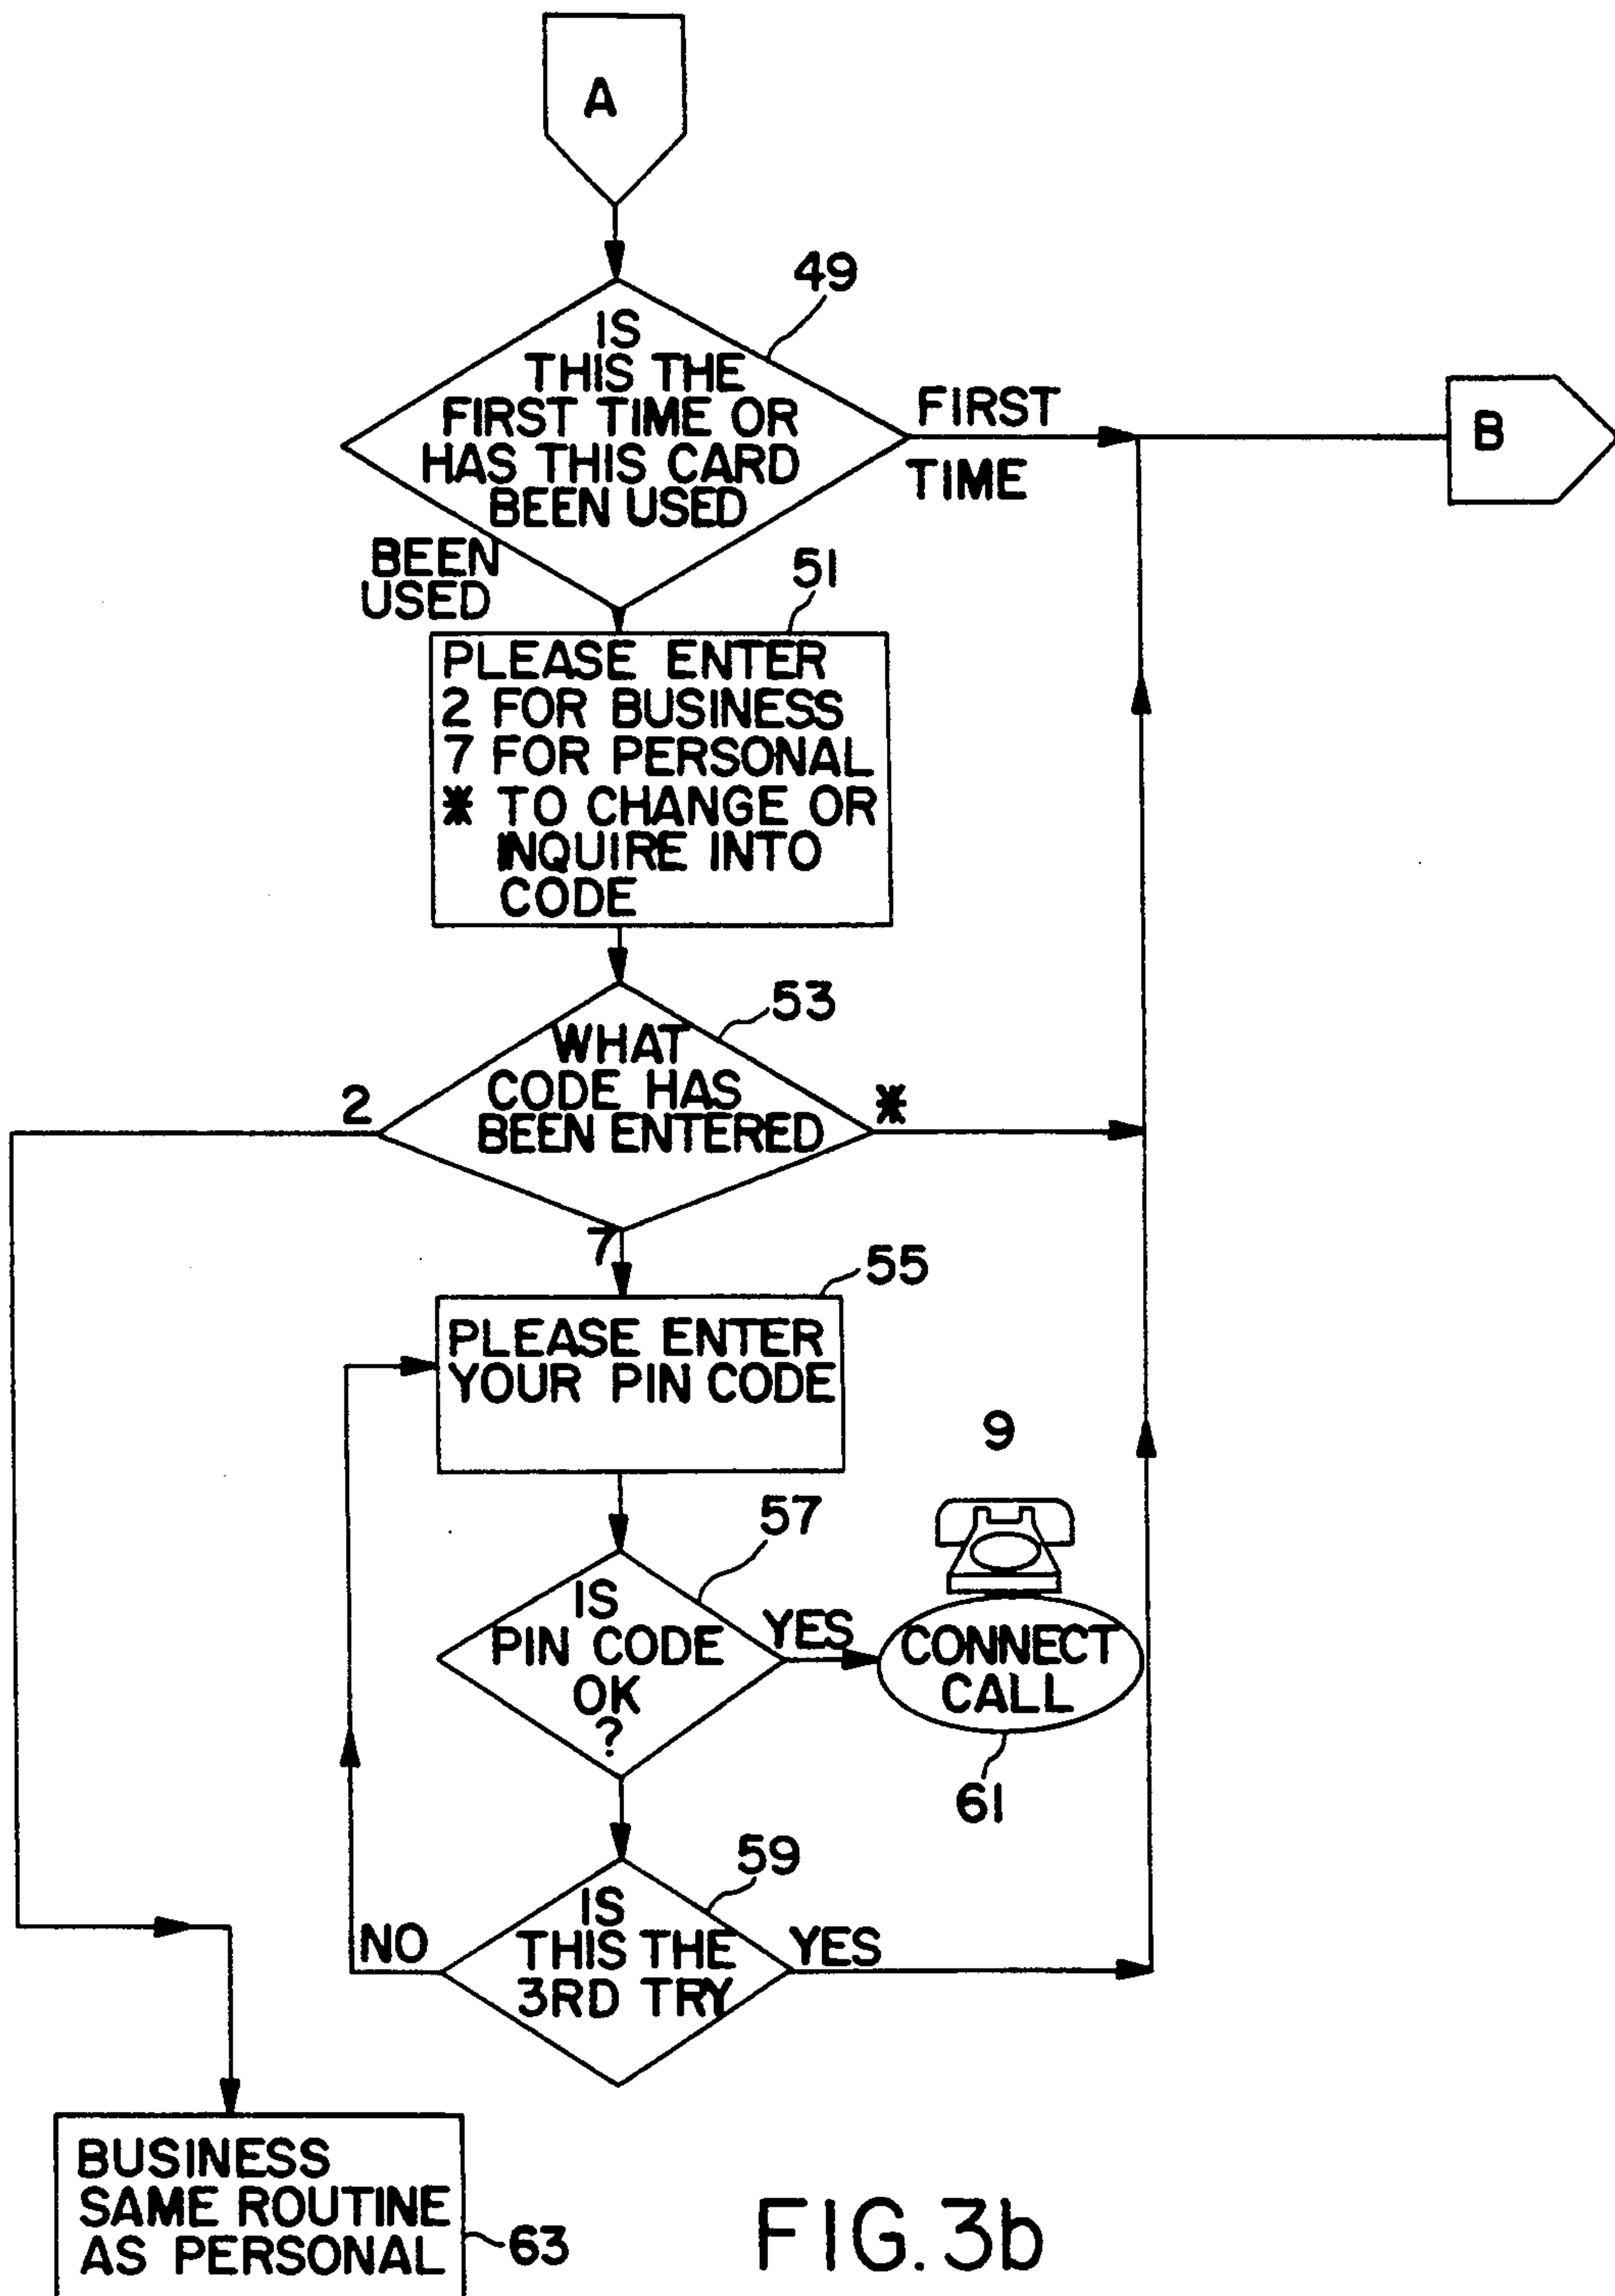 A
49
IS
THIS THE
FIRST TIME OR
HAS THIS CARD
BEEN USED
FIRST
TIME
B
BEEN
USED
51
PLEASE ENTER
2 FOR BUSINESS
7 FOR PERSONAL
* TO CHANGE OR
INQUIRE INTO
CODE
53
WHAT
CODE HAS
BEEN ENTERED
2
*
7
55
PLEASE ENTER
YOUR PIN CODE
9
57
IS
PIN CODE
OK
?
YES
CONNECT
CALL
61
59
IS
THIS THE
3RD TRY
NO
YES
BUSINESS
SAME ROUTINE
AS PERSONAL
63
FIG. 3b